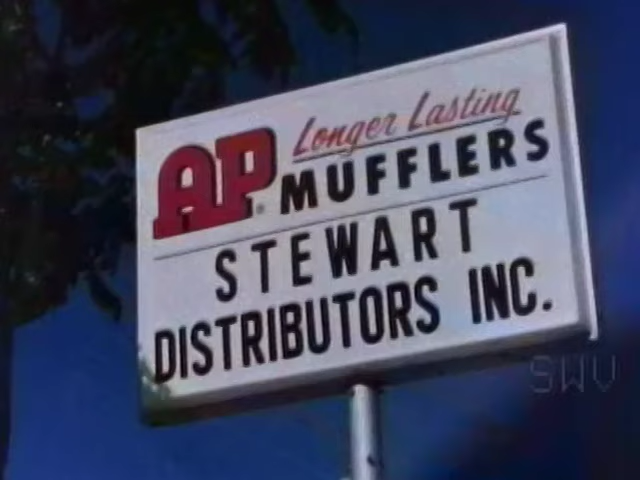 AP® Longer Lasting
MUFFLERS
STEWART
DISTRIBUTORS INC.
SWV